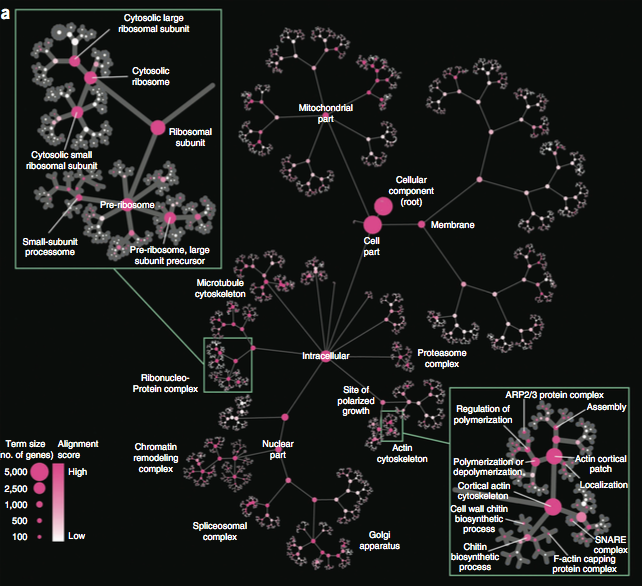 a
Cytosolic large
ribosomal subunit
Cytosolic
ribosome
Ribosomal
subunit
Cytosolic small
ribosomal subunit
Pre-ribosome
Small-subunit
processome
Pre-ribosome, large
subunit precursor
Mitochondrial
part
Cellular
component
(root)
Cell
part
Membrane
Microtubule
cytoskeleton
Intracellular
Proteasome
complex
Ribonucleo-
Protein complex
Site of
polarized
growth
Actin
cytoskeleton
Nuclear
part
Chromatin
remodeling
complex
Spliceosomal
complex
Golgi
apparatus
Term size
no. of genes)
Alignment
score
5,000
2,500
1,000
500
100
High
Low
ARP2/3 protein complex
Regulation of
polymerization
Assembly
Polymerization or
depolymerization
Actin cortical
patch
Localization
Cortical actin
cytoskeleton
Cell wall chitin
biosynthetic
process
SNARE
complex
Chitin
biosynthetic
process
F-actin capping
protein complex